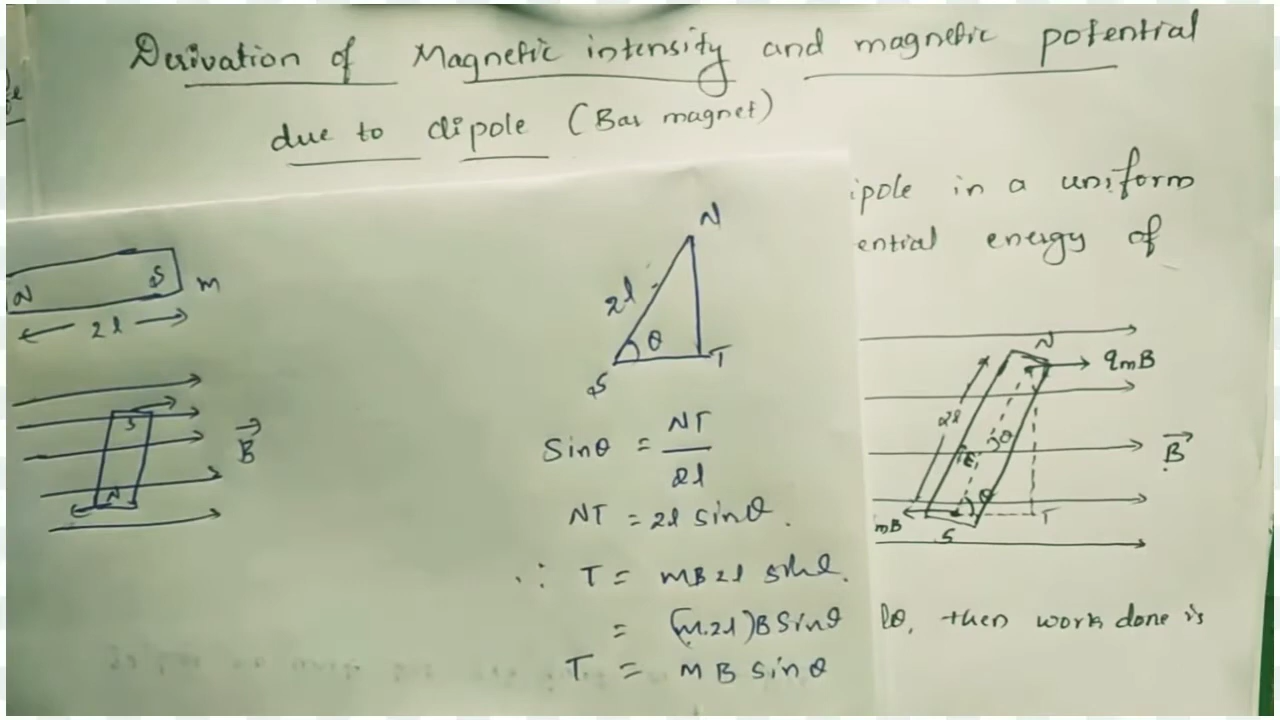 Derivation of Magnetic intensity and magnetic potential
due to dipole (Bar magnet)
ipole in a uniform
ential energy of
N S m
2l
B⃗
S
N
N
2l
θ
S T
Sinθ = NT/2l
NT = 2l sinθ.
∴ T = MB 2l
= (m.2l)B Sinθ
T = MB sinθ
N
qmB
2l
θ
B⃗
θ
mB
S
T
then work done is